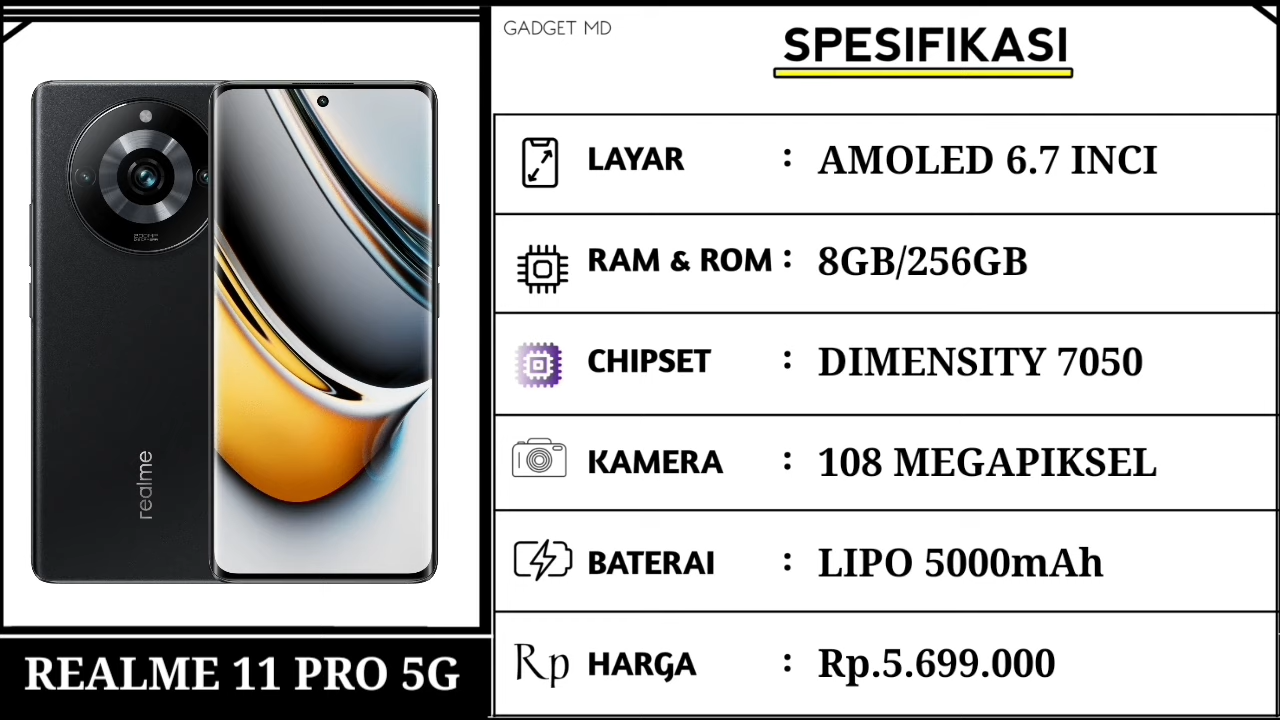 GADGET MD
SPESIFIKASI
LAYAR : AMOLED 6.7 INCI
RAM & ROM : 8GB/256GB
CHIPSET : DIMENSITY 7050
KAMERA : 108 MEGAPIKSEL
BATERAI : LIPO 5000mAh
Rp HARGA : Rp.5.699.000
realme
REALME 11 PRO 5G